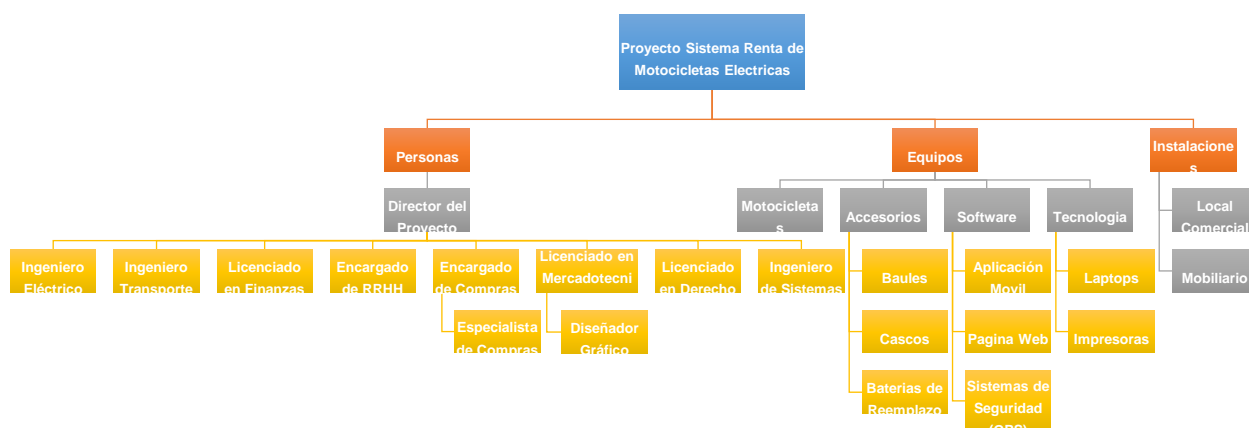 Proyecto Sistema Renta de
Motocicletas Electricas
Personas
Equipos
Instalacione
s
Director del
Proyecto
Motocicleta
s
Accesorios
Software
Tecnologia
Local
Comercial
Ingeniero
Eléctrico
Ingeniero
Transporte
Licenciado
en Finanzas
Encargado
de RRHH
Encargado
de Compras
Licenciado en
Mercadotecni
Licenciado
en Derecho
Ingeniero
de Sistemas
Baules
Aplicación
Movil
Laptops
Mobiliario
Especialista
de Compras
Diseñador
Gráfico
Cascos
Pagina Web
Impresoras
Baterias de
Reemplazo
Sistemas de
Seguridad
(GPS)